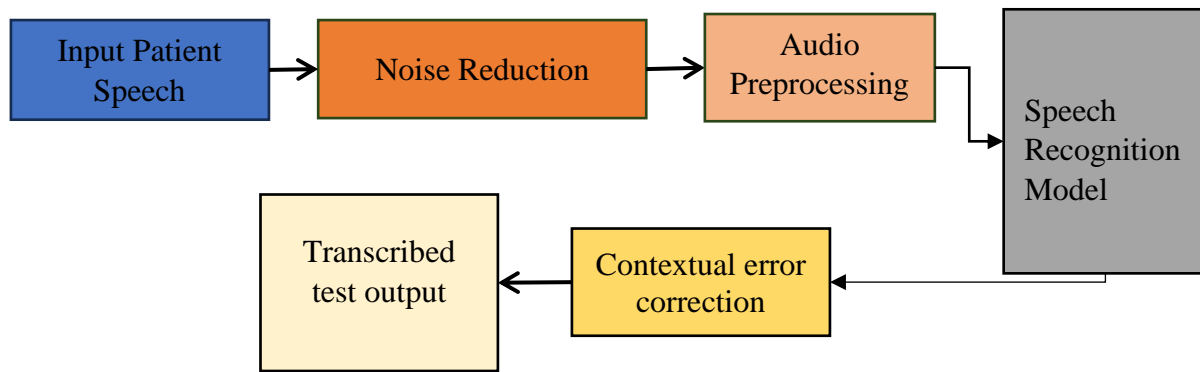 Input Patient
Speech
Noise Reduction
Audio
Preprocessing
Speech
Recognition
Model
Contextual error
correction
Transcribed
test output